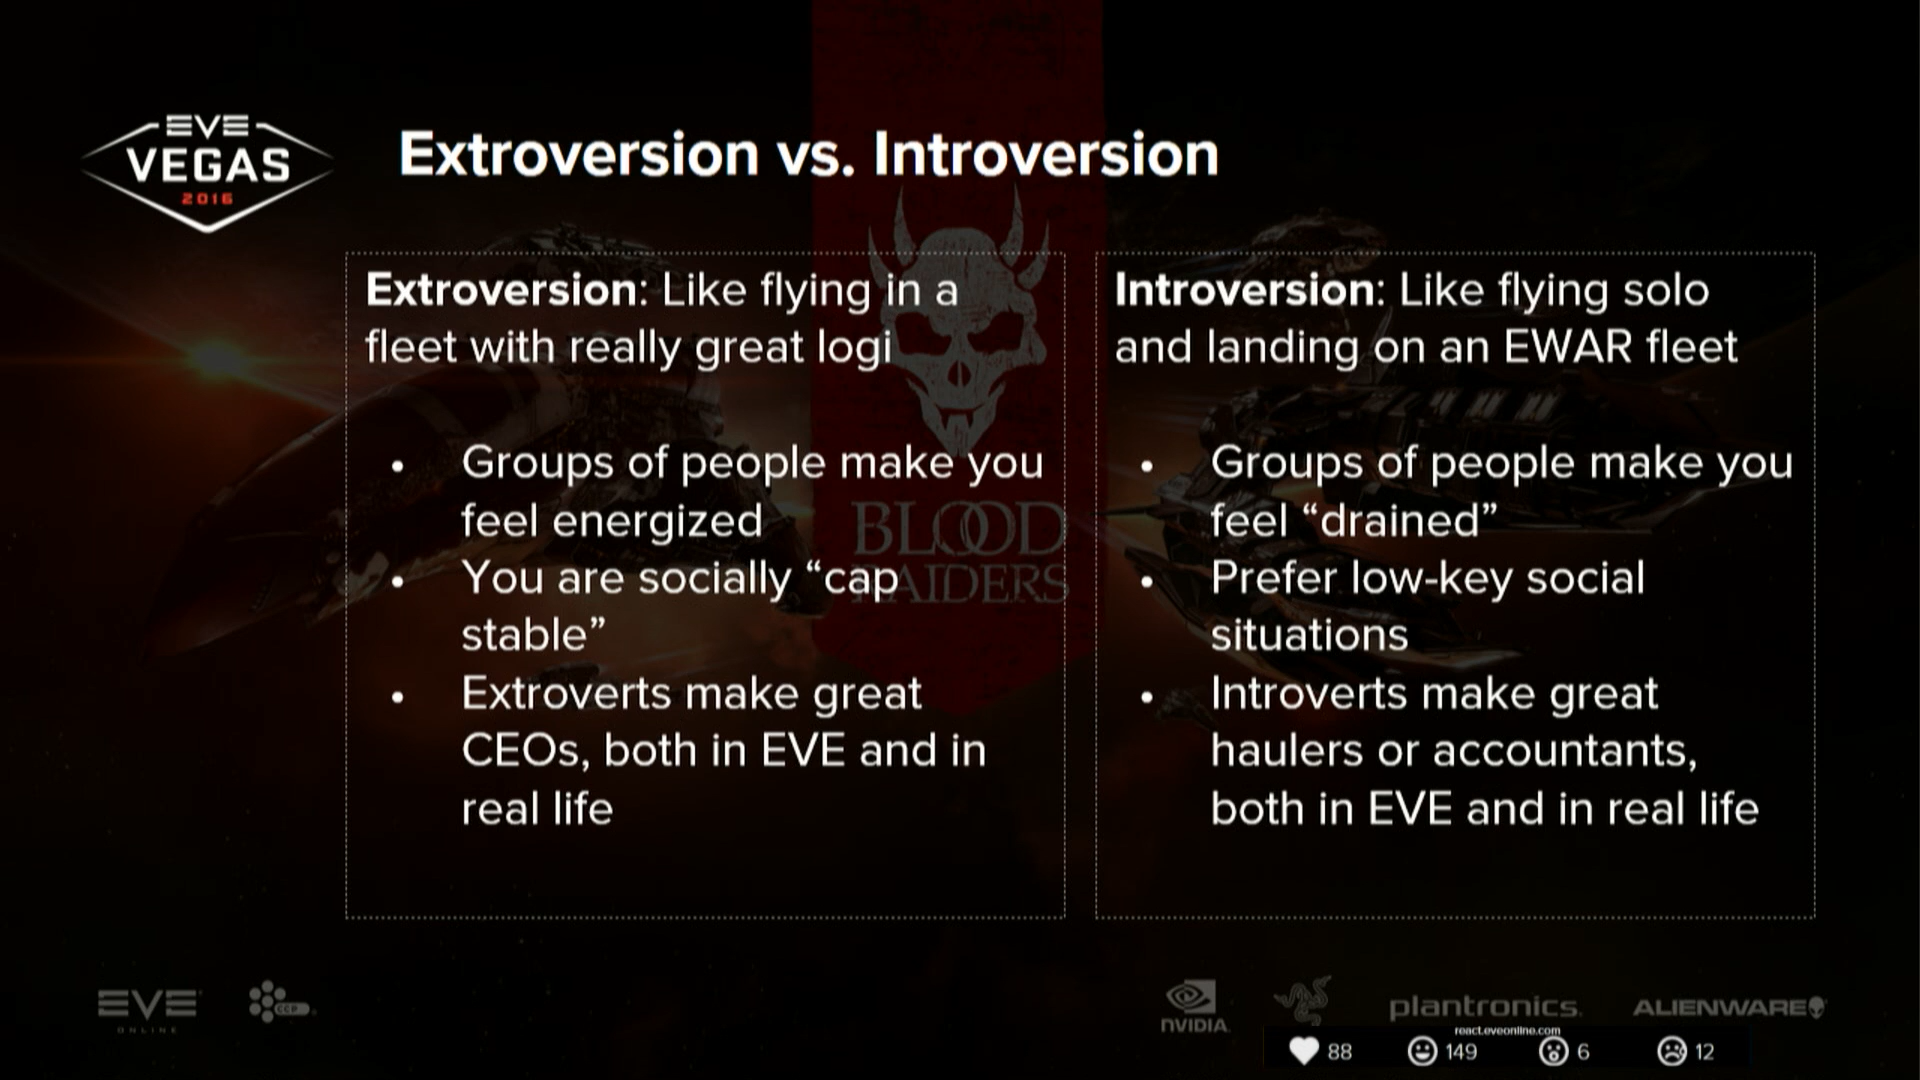 EVE
VEGAS
2016
Extroversion vs. Introversion
Extroversion: Like flying in a
fleet with really great logi
• Groups of people make you
feel energized
• You are socially “cap
stable”
• Extroverts make great
CEOs, both in EVE and in
real life
Introversion: Like flying solo
and landing on an EWAR fleet
• Groups of people make you
feel “drained”
• Prefer low-key social
situations
• Introverts make great
haulers or accountants,
both in EVE and in real life
BLOOD
RAIDERS
EVE
ONLINE
CCP
NVIDIA.
plantronics.
ALIENWARE
react.eveonline.com
88 149 6 12